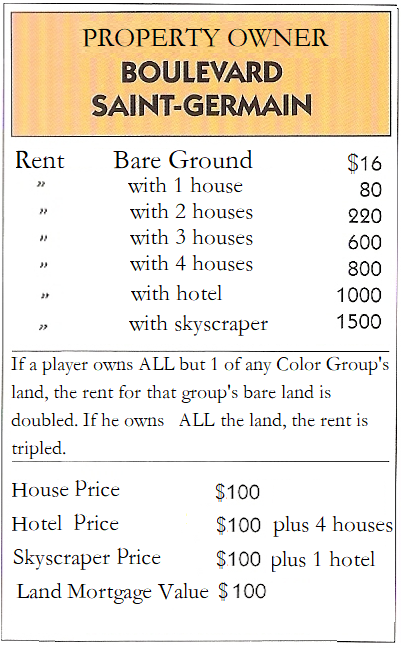 PROPERTY OWNER
BOULEVARD
SAINT-GERMAIN
Rent Bare Ground $16
” with 1 house 80
” with 2 houses 220
” with 3 houses 600
” with 4 houses 800
” with hotel 1000
” with skyscraper 1500
If a player owns ALL but 1 of any Color Group's
land, the rent for that group's bare land is
doubled. If he owns ALL the land, the rent is
tripled.
House Price $100
Hotel Price $100 plus 4 houses
Skyscraper Price $100 plus 1 hotel
Land Mortgage Value $100